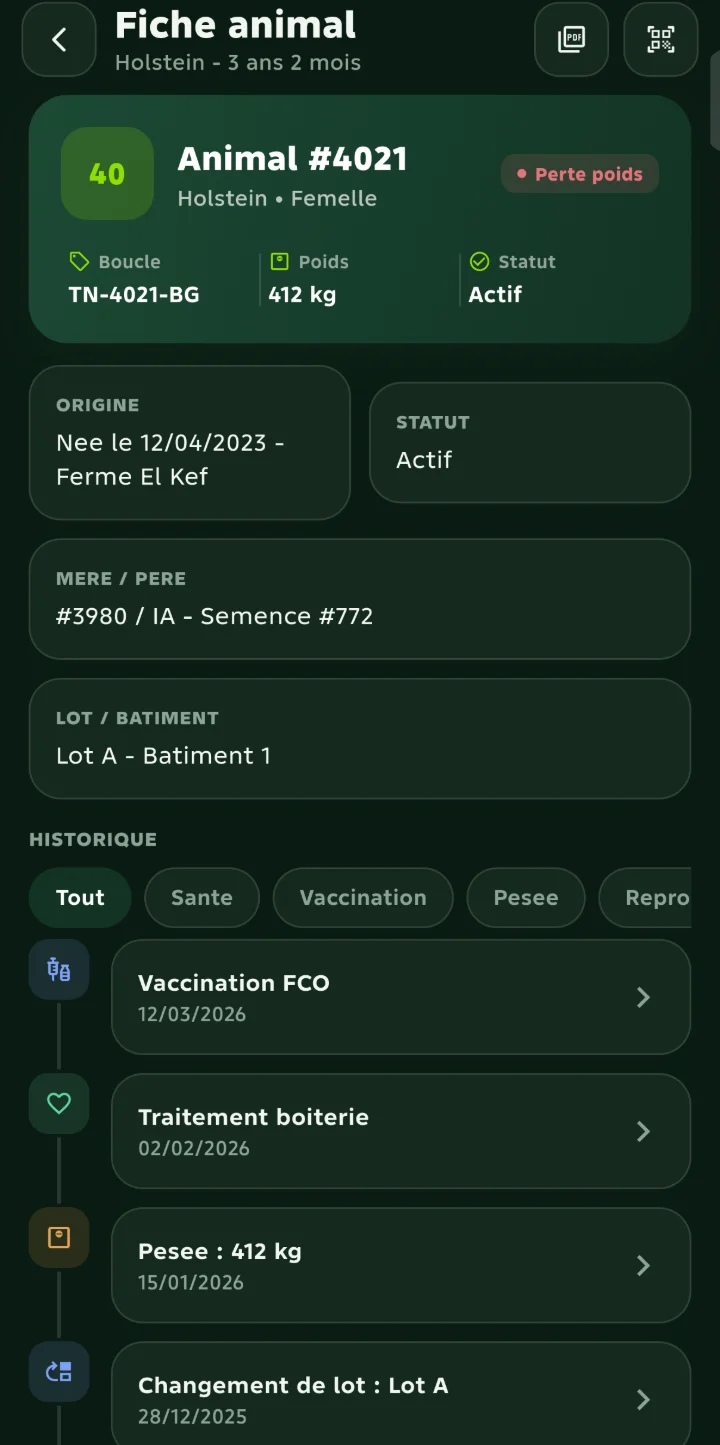 Fiche animal
Holstein - 3 ans 2 mois
PDF
40
Animal #4021
Holstein • Femelle
• Perte poids
Boucle
TN-4021-BG
Poids
412 kg
Statut
Actif
ORIGINE
Nee le 12/04/2023 -
Ferme El Kef
STATUT
Actif
MERE / PERE
#3980 / IA - Semence #772
LOT / BATIMENT
Lot A - Batiment 1
HISTORIQUE
Tout
Sante
Vaccination
Pesee
Repro
Vaccination FCO
12/03/2026
Traitement boiterie
02/02/2026
Pesee : 412 kg
15/01/2026
Changement de lot : Lot A
28/12/2025